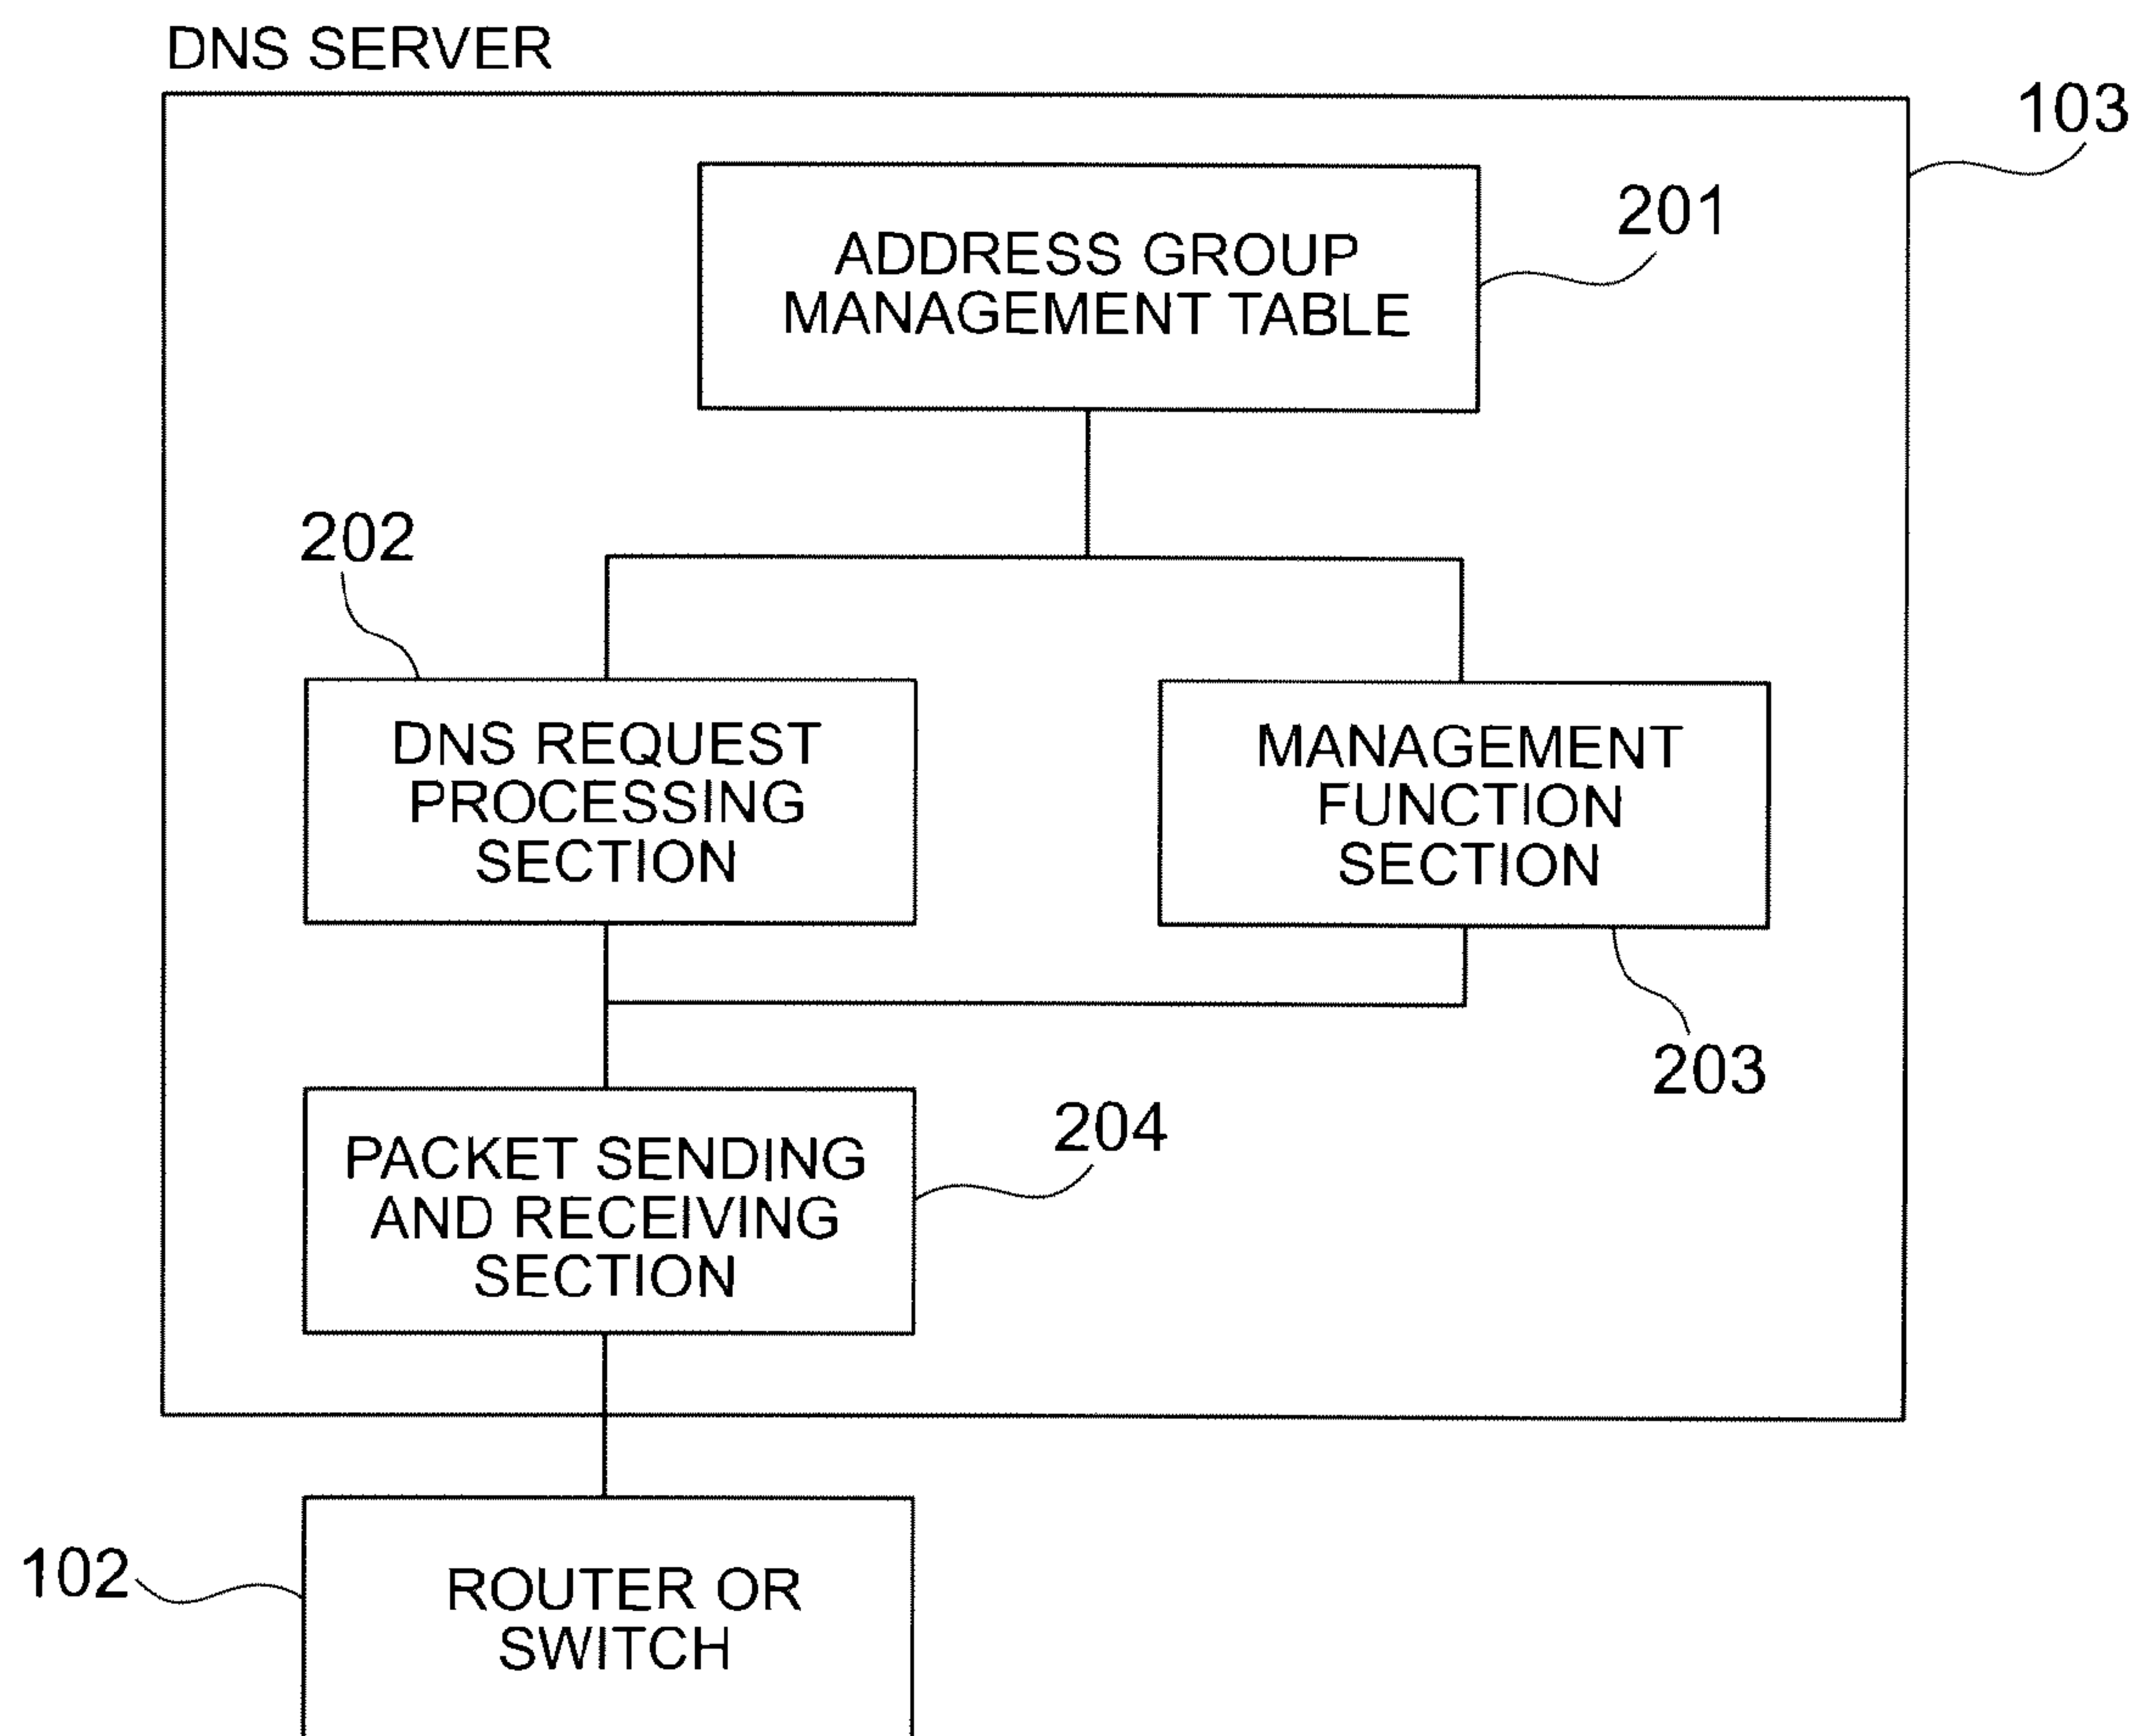 DNS SERVER
103
201
ADDRESS GROUP
MANAGEMENT TABLE
202
DNS REQUEST
PROCESSING
SECTION
MANAGEMENT
FUNCTION
SECTION
203
204
PACKET SENDING
AND RECEIVING
SECTION
102
ROUTER OR
SWITCH